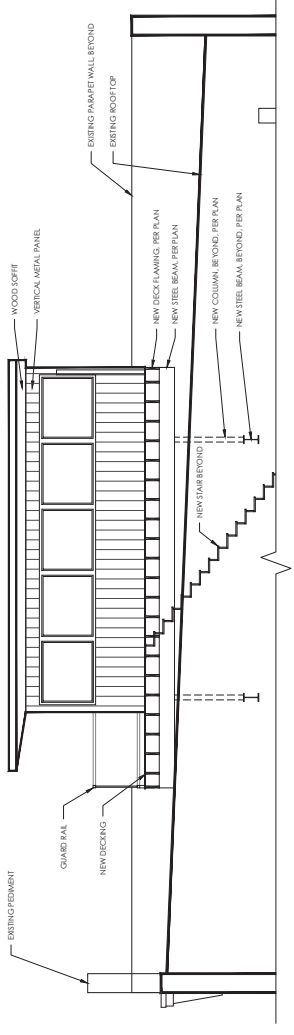 EXISTING PEDIMENT
GUARD RAIL
NEW DECKING
WOOD SOFFIT
VERTICAL METAL PANEL
EXISTING PARAPET WALL BEYOND
EXISTING ROOFTOP
NEW DECK FLAMING, PER PLAN
NEW STEEL BEAM, PER PLAN
NEW COLUMN, BEYOND, PER PLAN
NEW STEEL BEAM, BEYOND, PER PLAN
NEW STAIR BEYOND